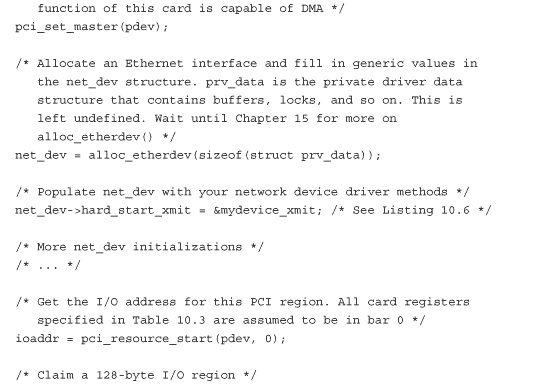 function of this card is capable of DMA */
pci_set_master(pdev);
/* Allocate an Ethernet interface and fill in generic values in
the net_dev structure. prv_data is the private driver data
structure that contains buffers, locks, and so on. This is
left undefined. Wait until Chapter 15 for more on
alloc_etherdev() */
net_dev = alloc_etherdev(sizeof(struct prv_data));
/* Populate net_dev with your network device driver methods */
net_dev->hard_start_xmit = &mydevice_xmit; /* See Listing 10.6 */
/* More net_dev initializations */
/* ... */
/* Get the I/O address for this PCI region. All card registers
specified in Table 10.3 are assumed to be in bar 0 */
ioaddr = pci_resource_start(pdev, 0);
/* Claim a 128-byte I/O region */